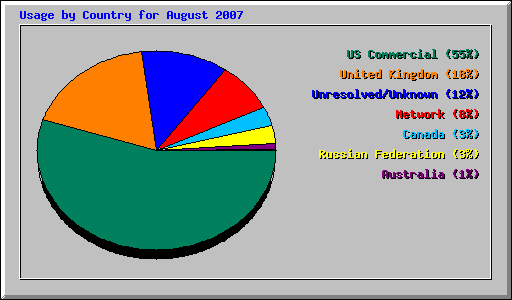 Usage by Country for August 2007
US Commercial (55%)
United Kingdom (18%)
Unresolved/Unknown (12%)
Network (8%)
Canada (3%)
Russian Federation (3%)
Australia (1%)